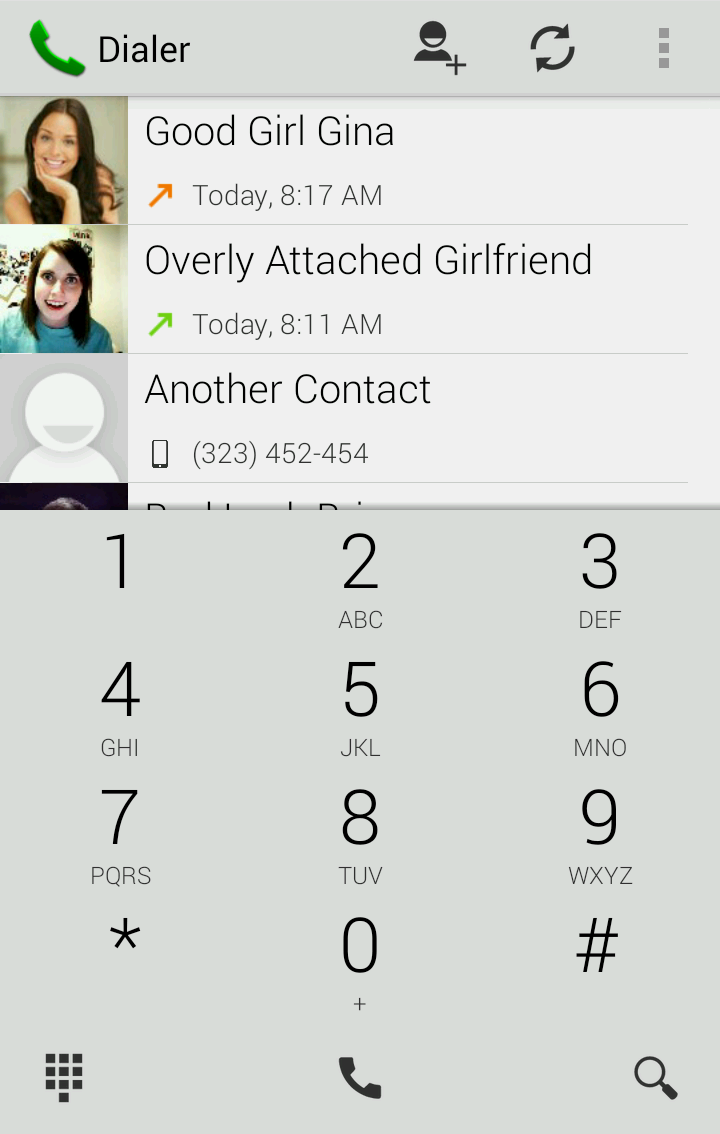 Dialer
Good Girl Gina
Today, 8:17 AM
Overly Attached Girlfriend
Today, 8:11 AM
Another Contact
(323) 452-454
1 2 3
ABC DEF
4 5 6
GHI JKL MNO
7 8 9
PQRS TUV WXYZ
* 0 #
+